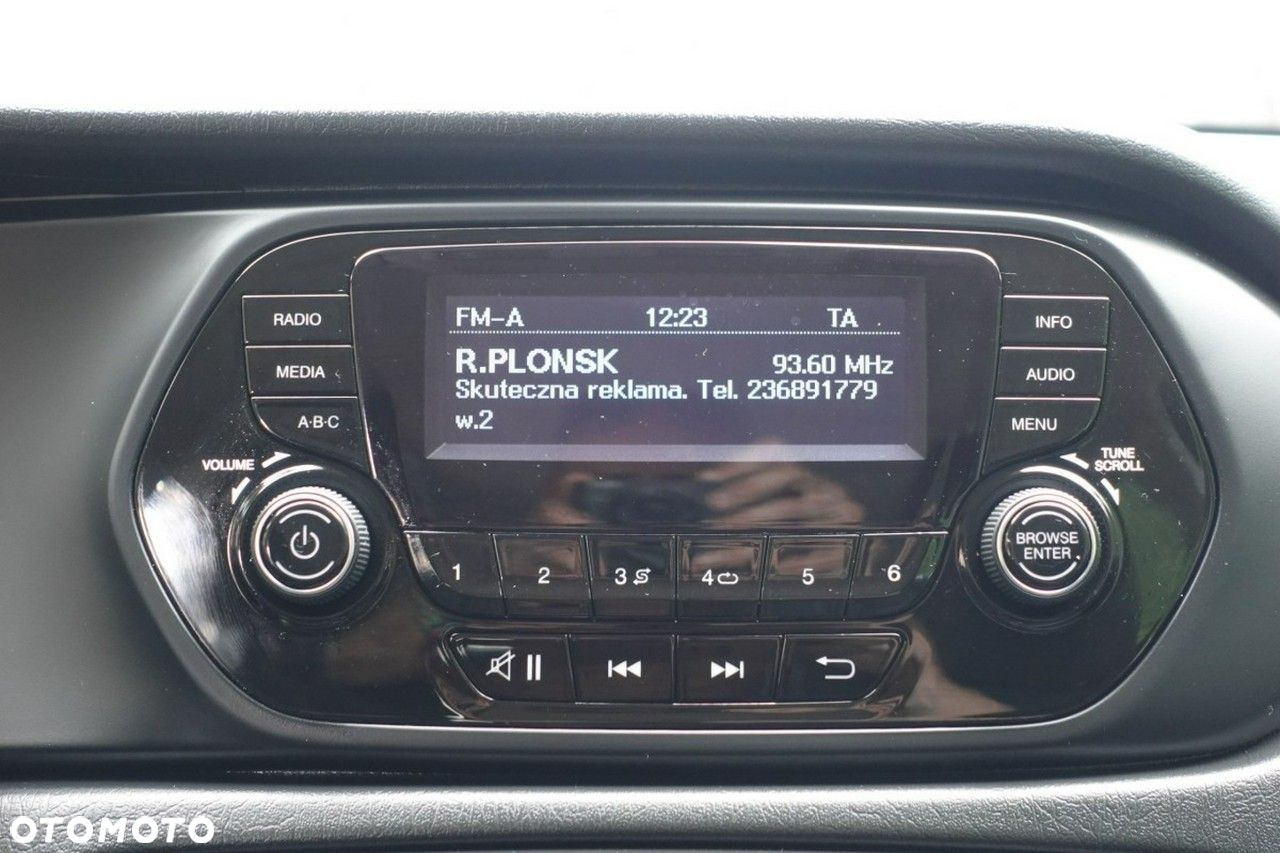 RADIO
MEDIA
A·B·C
VOLUME
FM-A 12:23 TA
R.PLONSK 93.60 MHz
Skuteczna reklama. Tel. 236891779
w.2
INFO
AUDIO
MENU
TUNE
SCROLL
BROWSE
ENTER
1 2 3 4 5 6
OTOMOTO